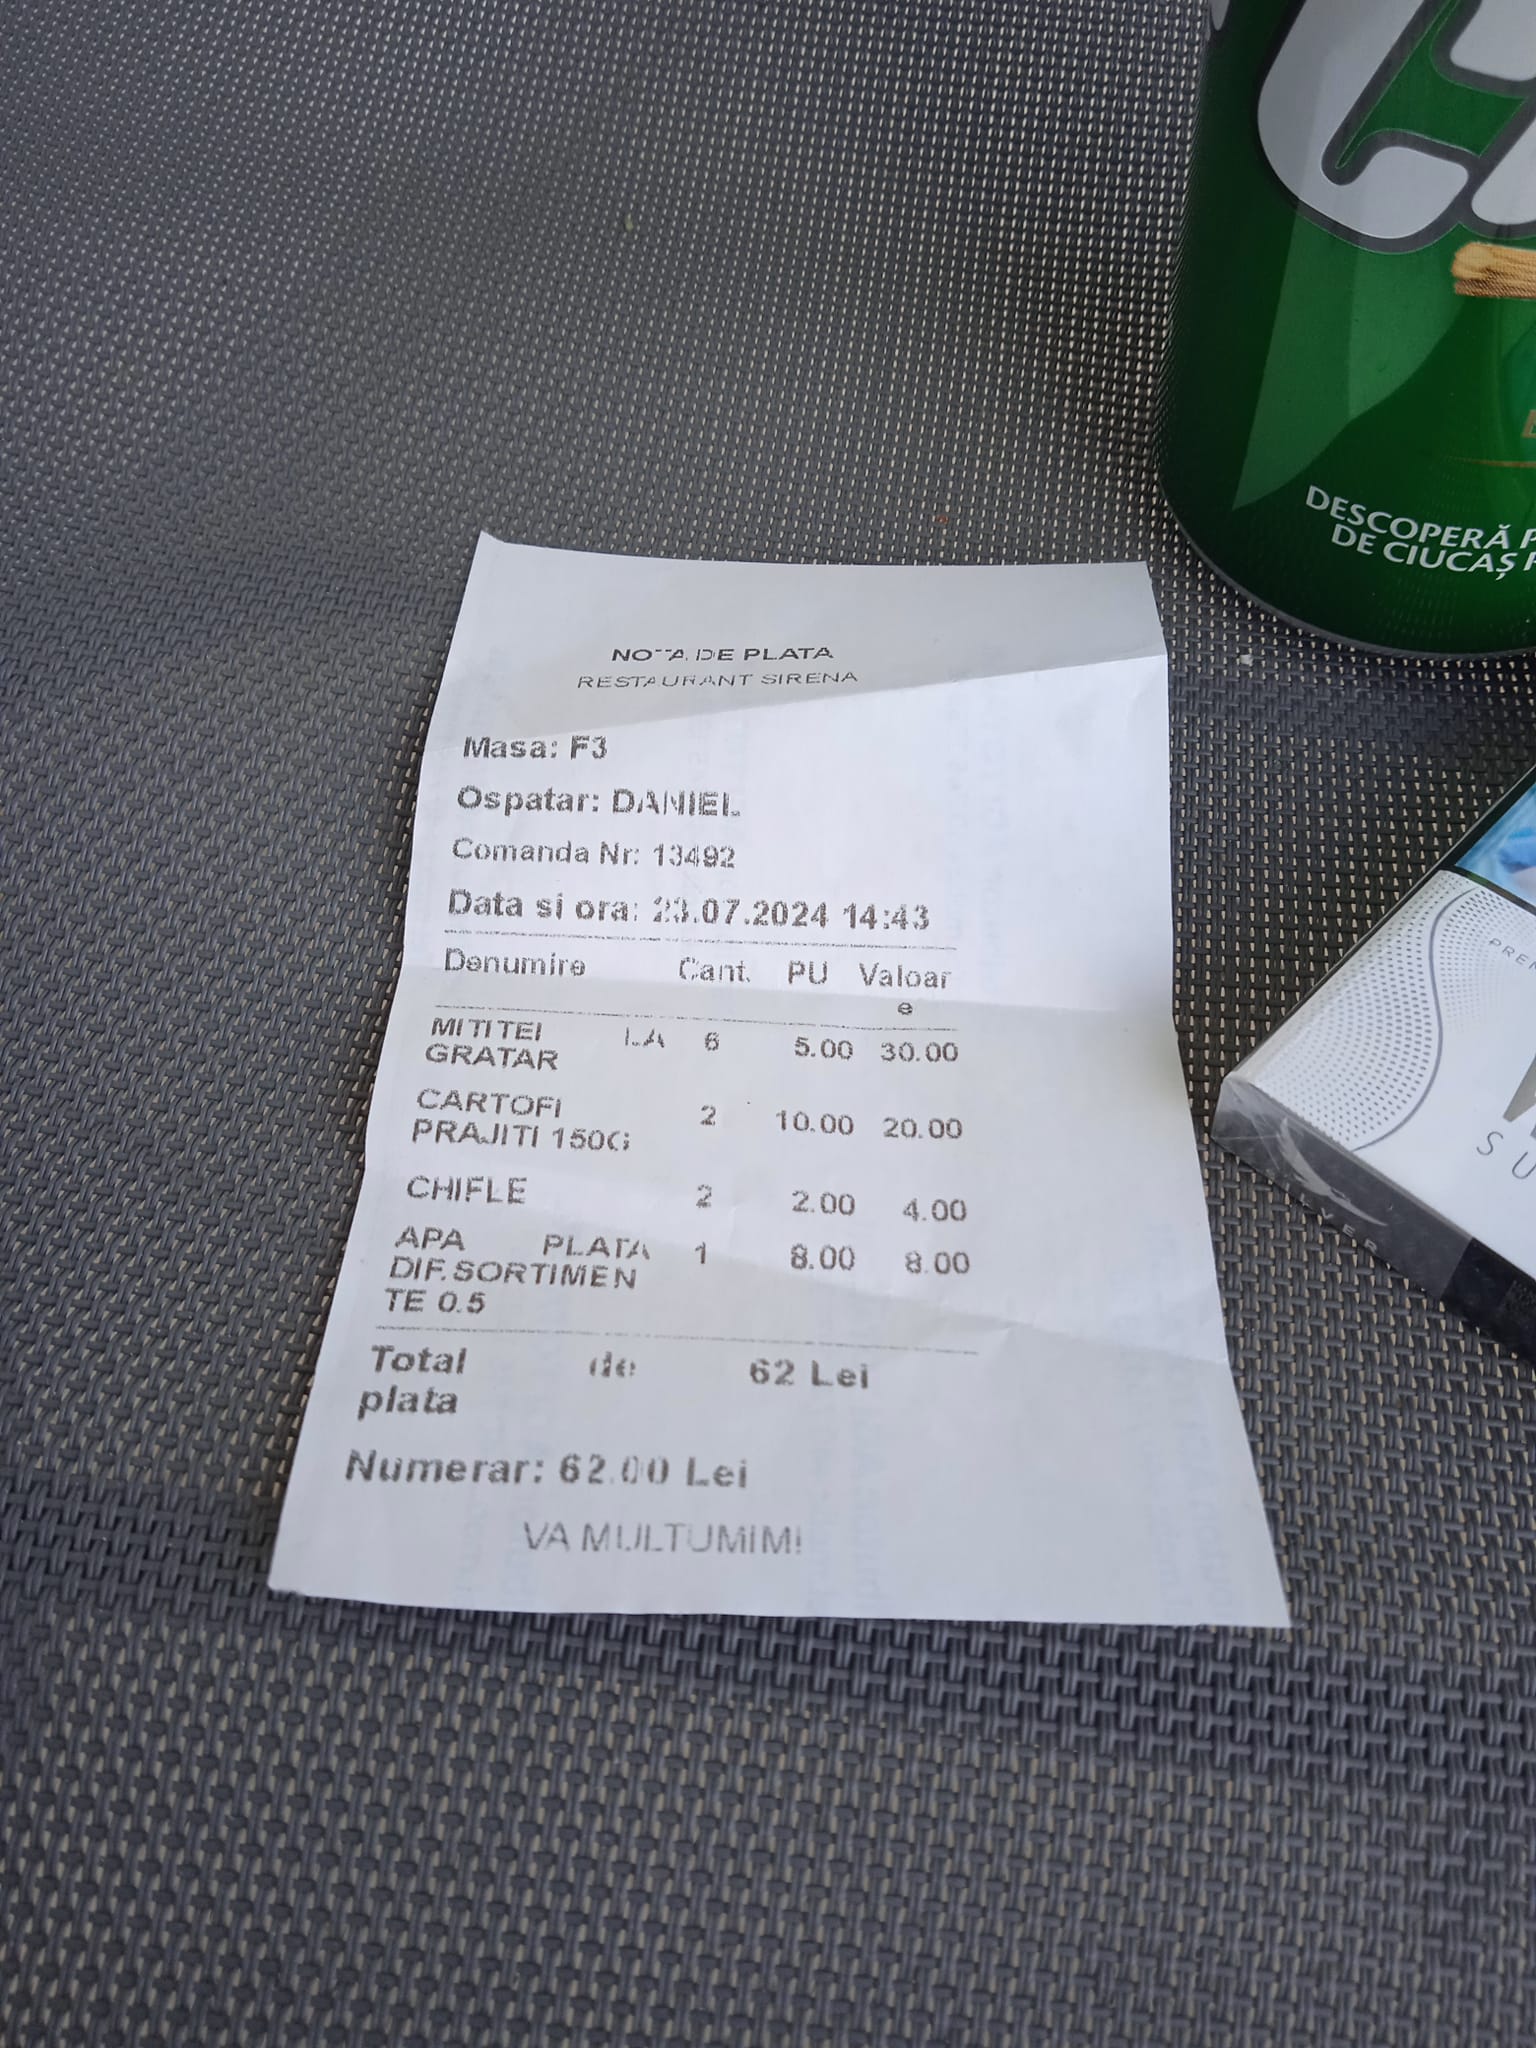 DESCOPERĂ
DE CIUCAȘ
NOTA DE PLATA
RESTAURANT SIRENA
Masa: F3
Ospatar: DANIEL
Comanda Nr: 13492
Data si ora: 23.07.2024 14:43
Denumire Cant. PU Valoar
e
MITITEI LA 6 5.00 30.00
GRATAR
CARTOFI 2 10.00 20.00
PRAJITI 150G
CHIFLE 2 2.00 4.00
APA PLATA 1 8.00 8.00
DIF.SORTIMEN
TE 0.5
Total de 62 Lei
plata
Numerar: 62.00 Lei
VA MULTUMIM!